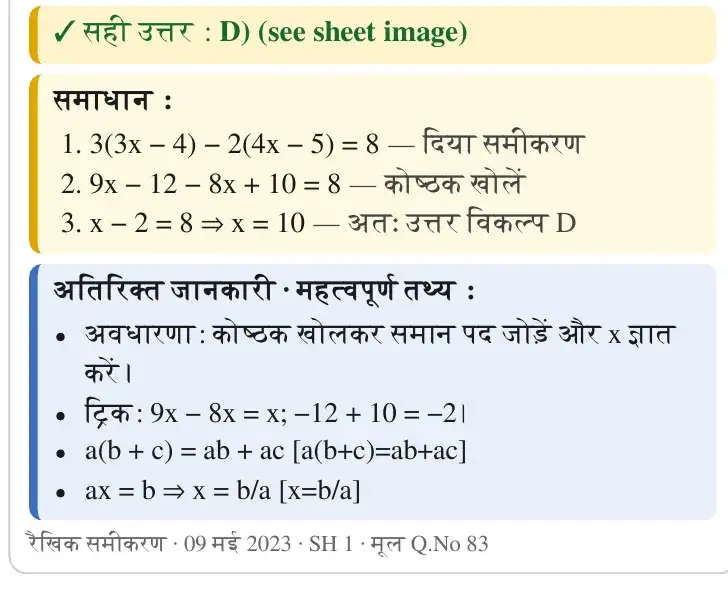 ✓ सही उत्तर : D) (see sheet image)
समाधान :
1. 3(3x − 4) − 2(4x − 5) = 8 — दिया समीकरण
2. 9x − 12 − 8x + 10 = 8 — कोष्ठक खोलें
3. x − 2 = 8 ⇒ x = 10 — अतः उत्तर विकल्प D
अतिरिक्त जानकारी · महत्वपूर्ण तथ्य :
• अवधारणा : कोष्ठक खोलकर समान पद जोड़ें और x ज्ञात
करें।
• ट्रिक : 9x − 8x = x; −12 + 10 = −2।
• a(b + c) = ab + ac [a(b+c)=ab+ac]
• ax = b ⇒ x = b/a [x=b/a]
रैखिक समीकरण · 09 मई 2023 · SH 1 · मूल Q.No 83